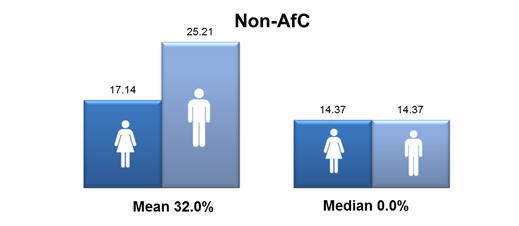 Non-AfC
25.21
17.14
14.37 14.37
Mean 32.0%
Median 0.0%